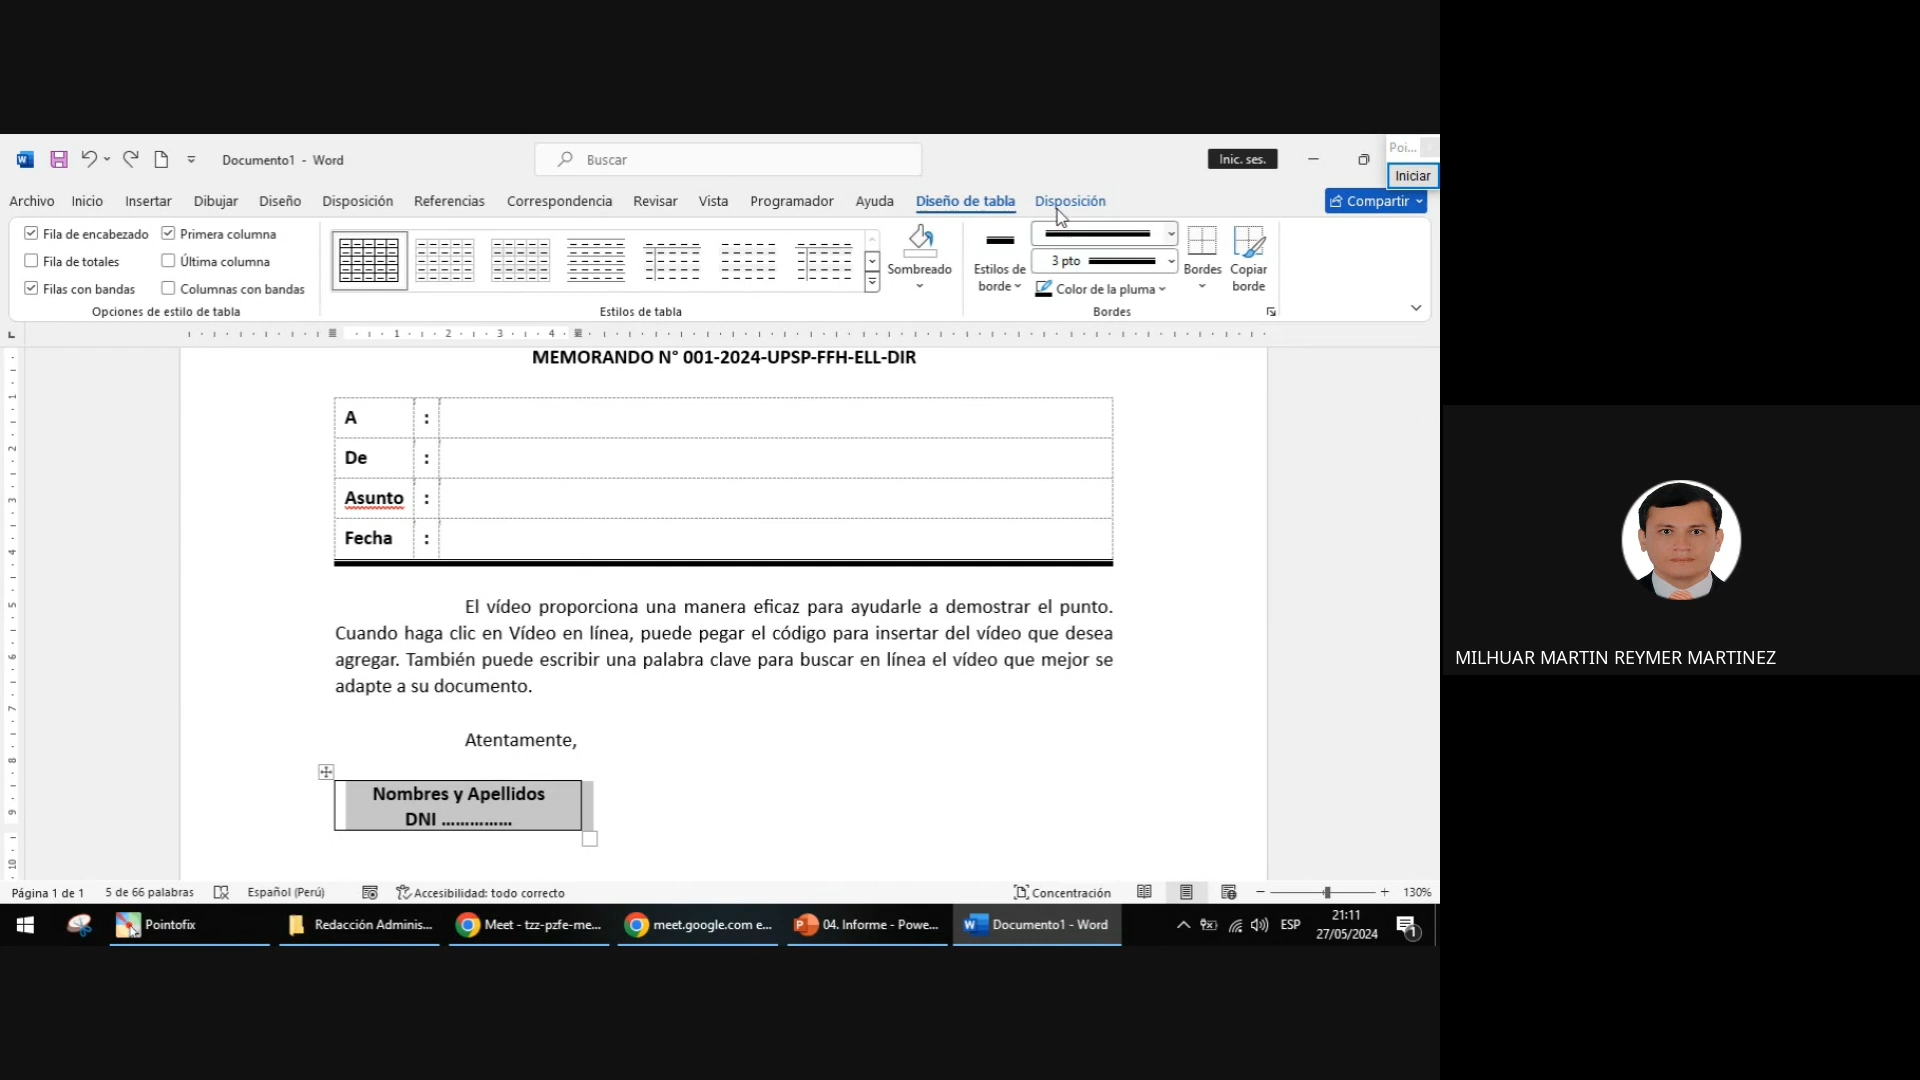 Documento1 - Word
Buscar
Inic. ses.
Poi...
Iniciar
Archivo Inicio Insertar Dibujar Diseño Disposición Referencias Correspondencia Revisar Vista Programador Ayuda Diseño de tabla Disposición
Compartir
Fila de encabezado Primera columna
Fila de totales Última columna
Filas con bandas Columnas con bandas
Opciones de estilo de tabla
Estilos de tabla
Sombreado
Estilos de
borde
3 pto
Color de la pluma
Bordes
Copiar
borde
Bordes
1 2 3 4
MEMORANDO N° 001-2024-UPSP-FFH-ELL-DIR
A :
De :
Asunto :
Fecha :
El vídeo proporciona una manera eficaz para ayudarle a demostrar el punto.
Cuando haga clic en Vídeo en línea, puede pegar el código para insertar del vídeo que desea
agregar. También puede escribir una palabra clave para buscar en línea el vídeo que mejor se
adapte a su documento.
Atentamente,
Nombres y Apellidos
DNI ...............
MILHUAR MARTIN REYMER MARTINEZ
Página 1 de 1 5 de 66 palabras Español (Perú) Accesibilidad: todo correcto Concentración 130%
Pointofix Redacción Adminis... Meet - tzz-pzfe-me... meet.google.com e... 04. Informe - Powe... Documento1 - Word ESP
21:11
27/05/2024
1